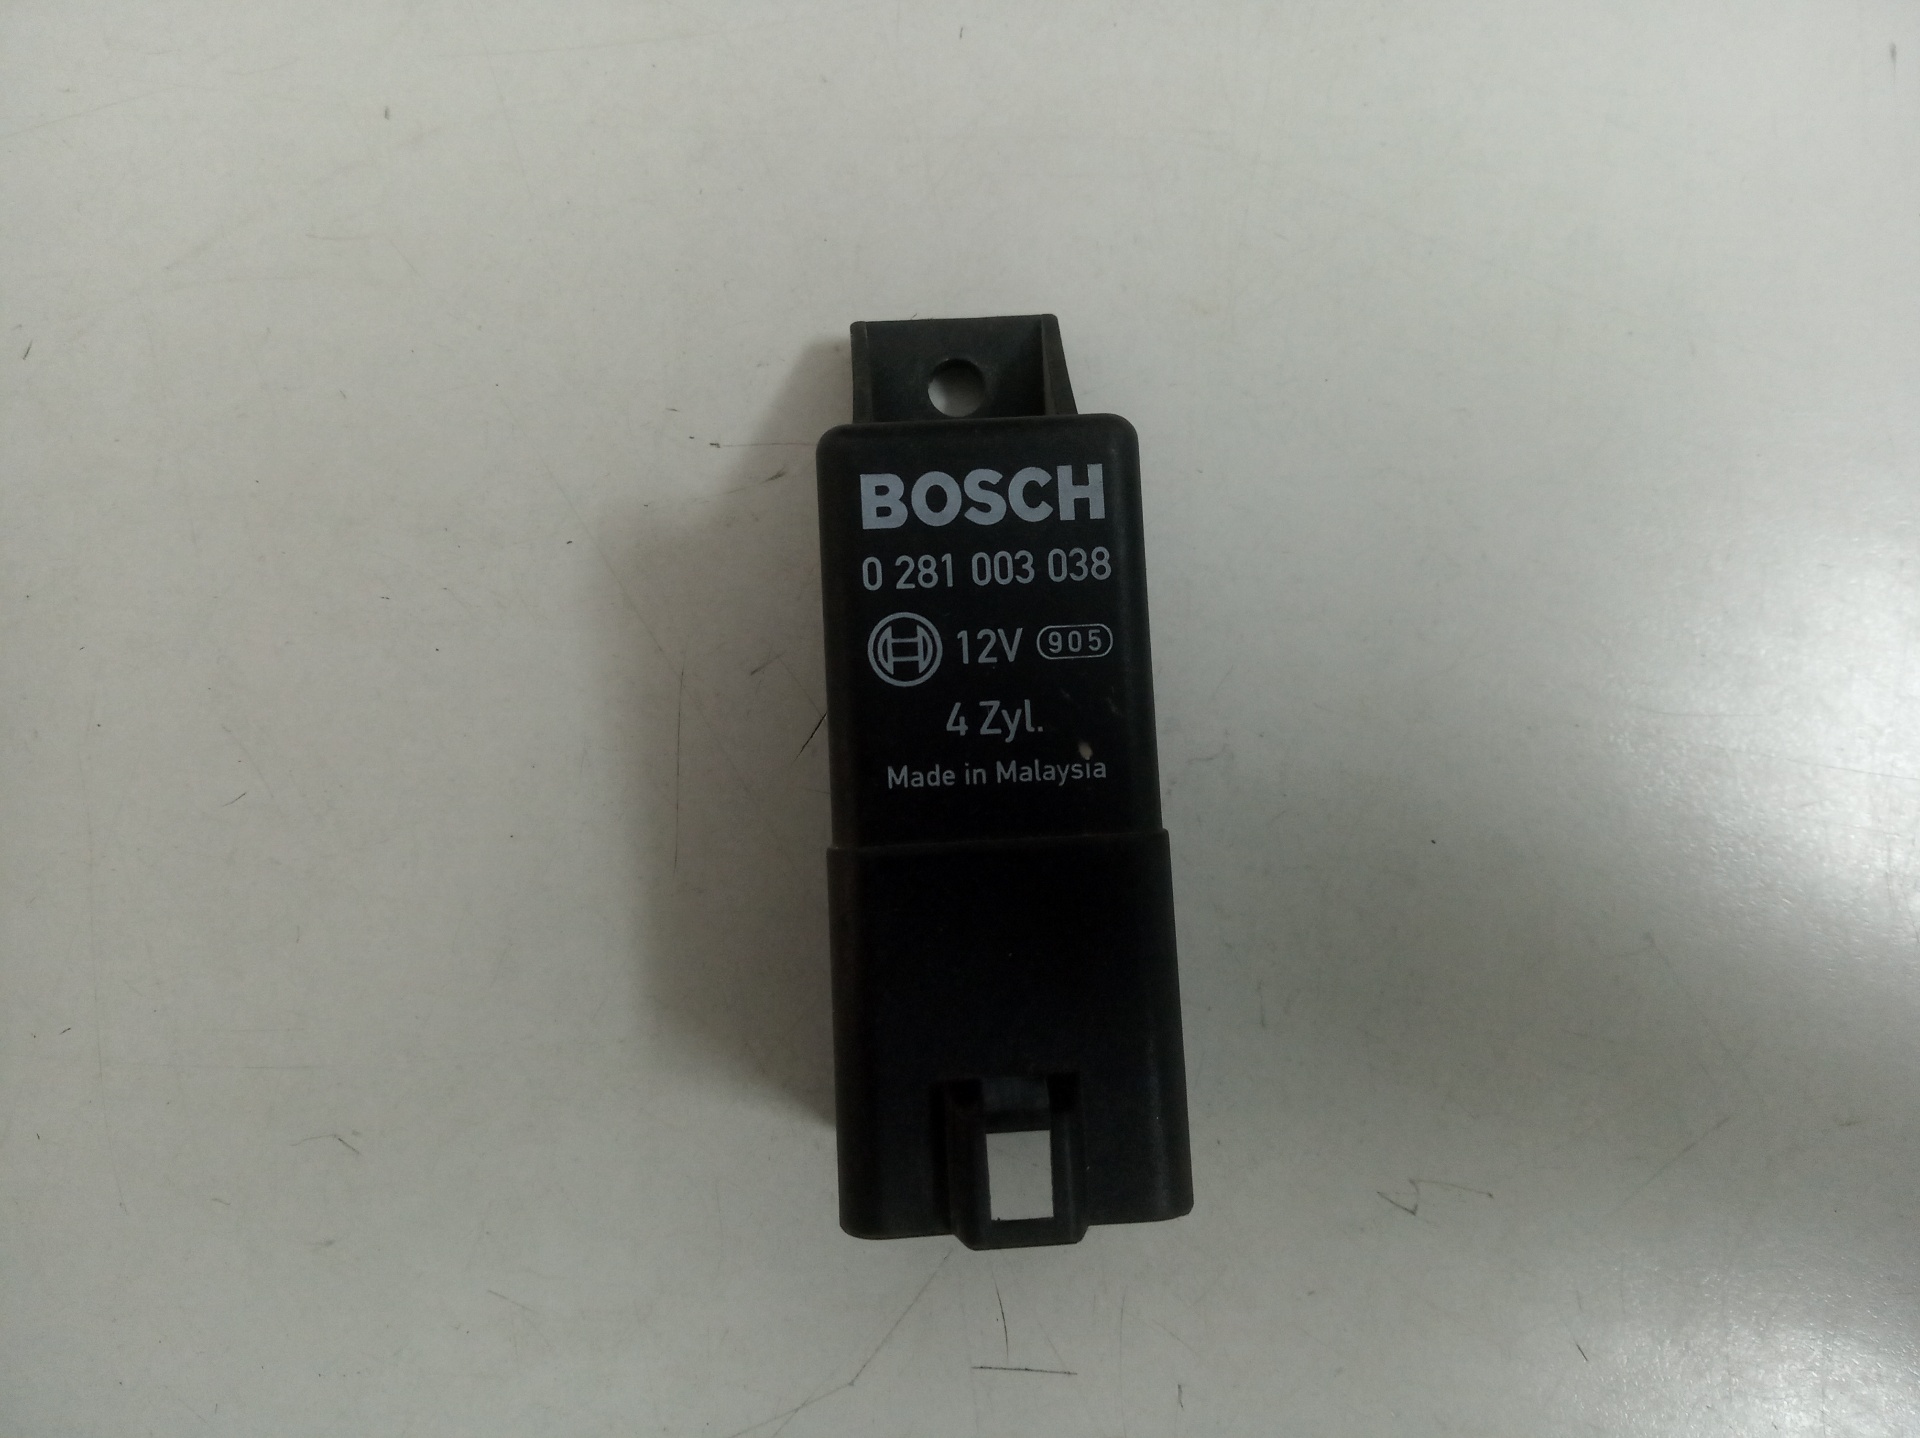 BOSCH
0 281 003 038
12V 905
4 Zyl.
Made in Malaysia